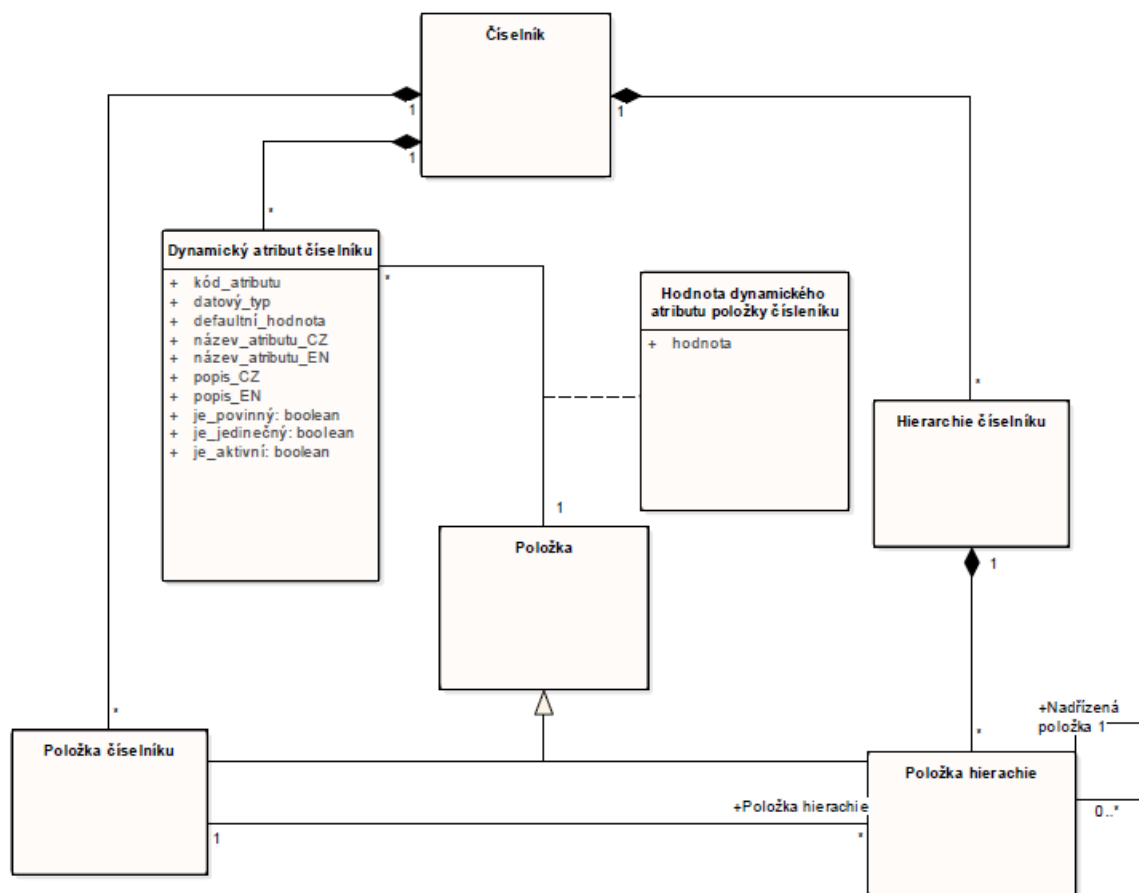 Číselník
1
1
1
*
Dynamický atribut číselníku
+ kód_atributu
+ datový_typ
+ defaultní_hodnota
+ název_atributu_CZ
+ název_atributu_EN
+ popis_CZ
+ popis_EN
+ je_povinný: boolean
+ je_jedinečný: boolean
+ je_aktivní: boolean
*
Hodnota dynamického
atributu položky čísleníku
+ hodnota
*
Hierarchie číselníku
1
1
Položka
*
Položka číselníku
*
+Nadřízená
položka 1
Položka hierachie
+Položka hierachie
0..*
1
*